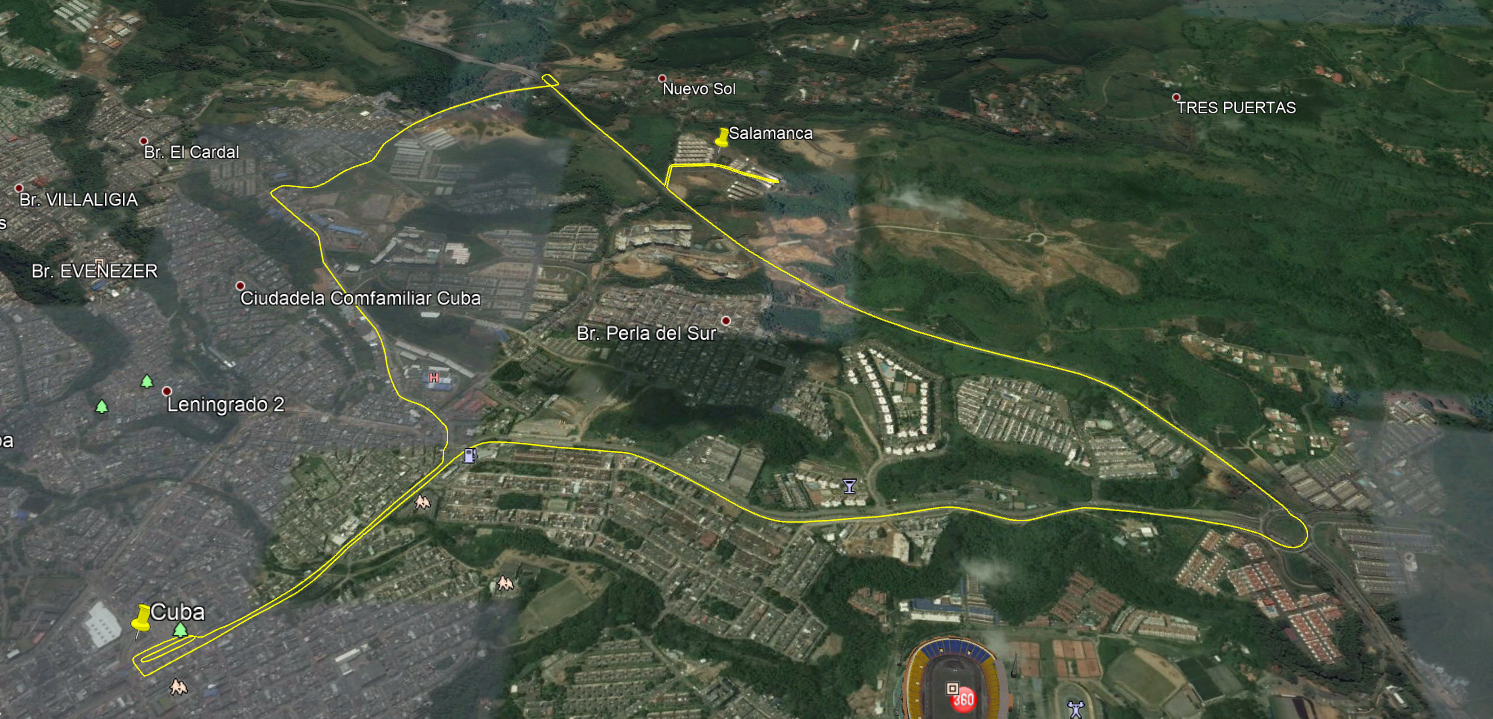 Nuevo Sol
TRES PUERTAS
Salamanca
Br. El Cardal
Br. VILLALIGIA
s
Br. EVENEZER
Ciudadela Comfamiliar Cuba
Br. Perla del Sur
H
Leningrado 2
ba
Cuba
360